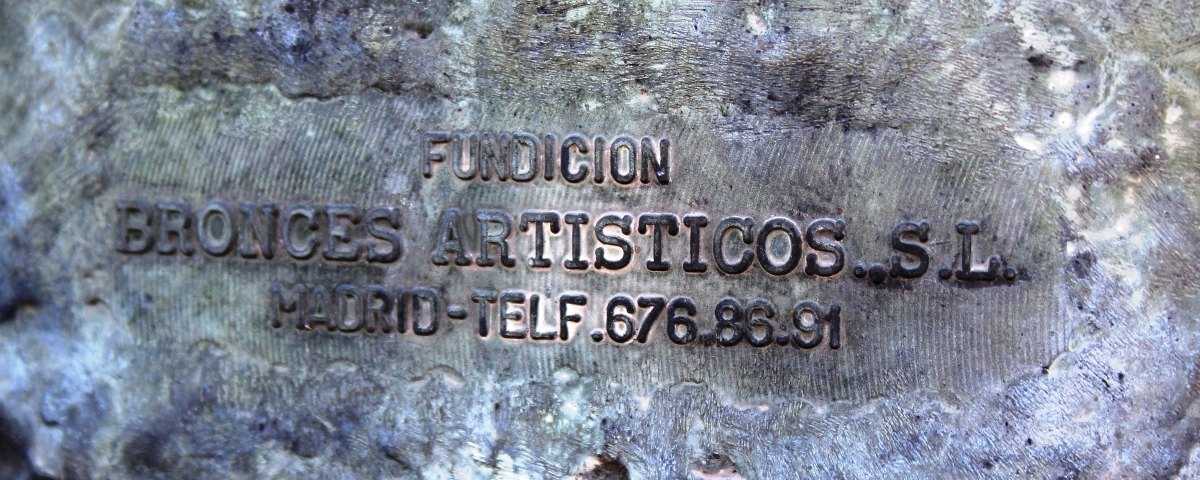 FUNDICION
BRONCES ARTISTICOS., S.L.
MADRID-TELF.676.86.91